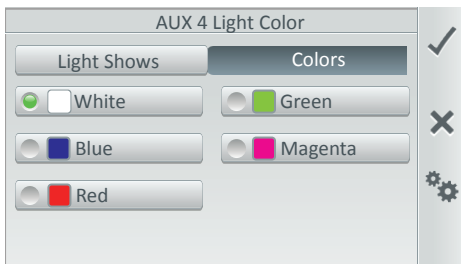 AUX 4 Light Color
Light Shows Colors
White Green
Blue Magenta
Red